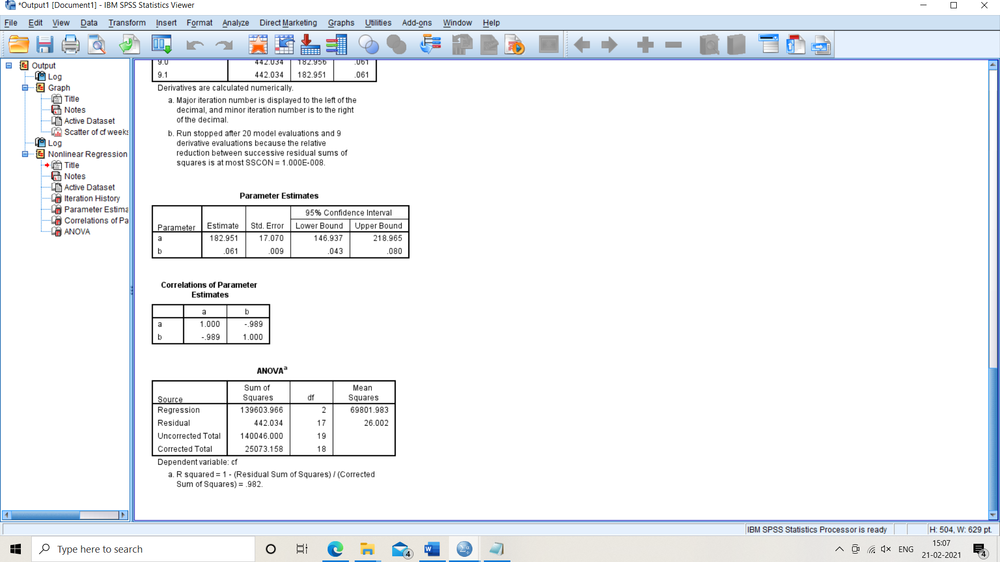 *Output1 [Document1] - IBM SPSS Statistics Viewer
File Edit View Data Transform Insert Format Analyze Direct Marketing Graphs Utilities Add-ons Window Help
Output
Log
Graph
Title
Notes
Active Dataset
Scatter of cf weeks
Log
Nonlinear Regression
Title
Notes
Active Dataset
Iteration History
Parameter Estima
Correlations of Pa
ANOVA
9.0 442.034 182.956 .061
9.1 442.034 182.951 .061
Derivatives are calculated numerically.
a. Major iteration number is displayed to the left of the
decimal, and minor iteration number is to the right
of the decimal.
b. Run stopped after 20 model evaluations and 9
derivative evaluations because the relative
reduction between successive residual sums of
squares is at most SSCON = 1.000E-008.
Parameter Estimates
95% Confidence Interval
Parameter Estimate Std. Error Lower Bound Upper Bound
a 182.951 17.070 146.937 218.965
b .061 .009 .043 .080
Correlations of Parameter
Estimates
a b
a 1.000 -.989
b -.989 1.000
ANOVAa
Sum of Mean
Source Squares df Squares
Regression 139603.966 2 69801.983
Residual 442.034 17 26.002
Uncorrected Total 140046.000 19
Corrected Total 25073.158 18
Dependent variable: cf
a. R squared = 1 - (Residual Sum of Squares) / (Corrected
Sum of Squares) = .982.
IBM SPSS Statistics Processor is ready H: 504, W: 629 pt.
Type here to search
4
W
Σα
ENG
15:07
21-02-2021
4